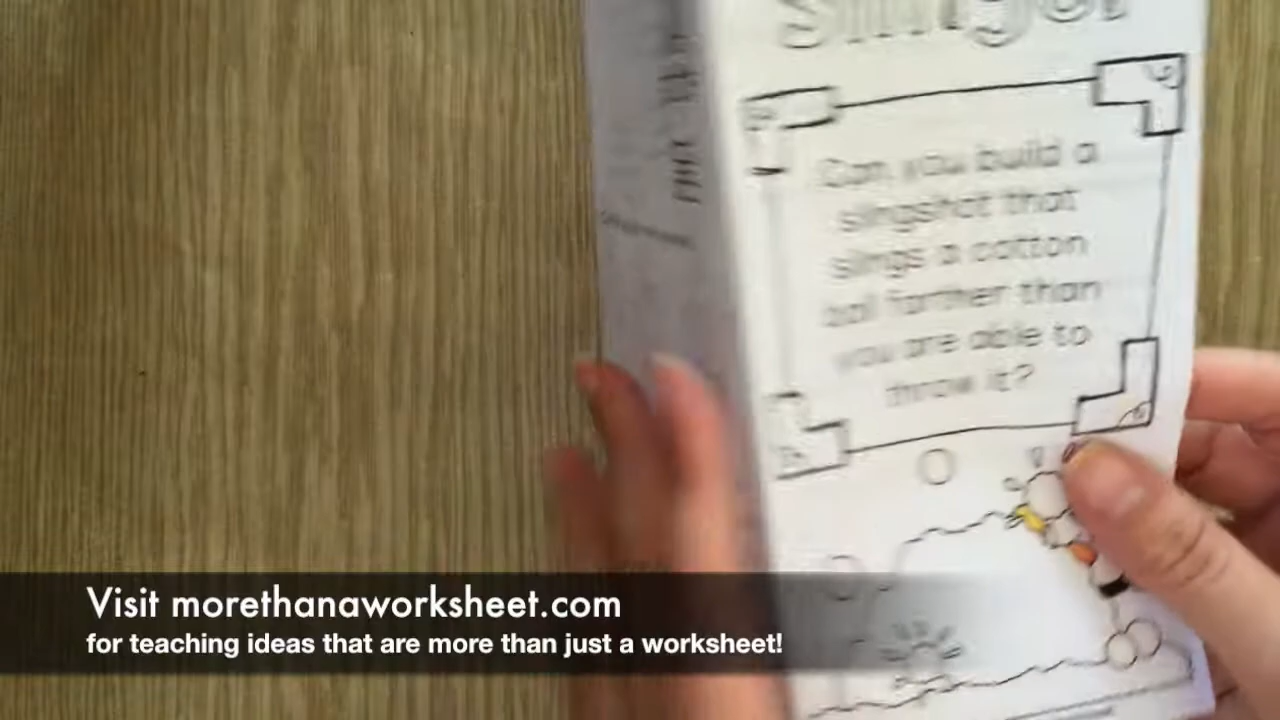 Can you build a
slingshot that
slings a cotton
bal farther than
you are able to
throw it?
Visit morethanaworksheet.com
for teaching ideas that are more than just a worksheet!